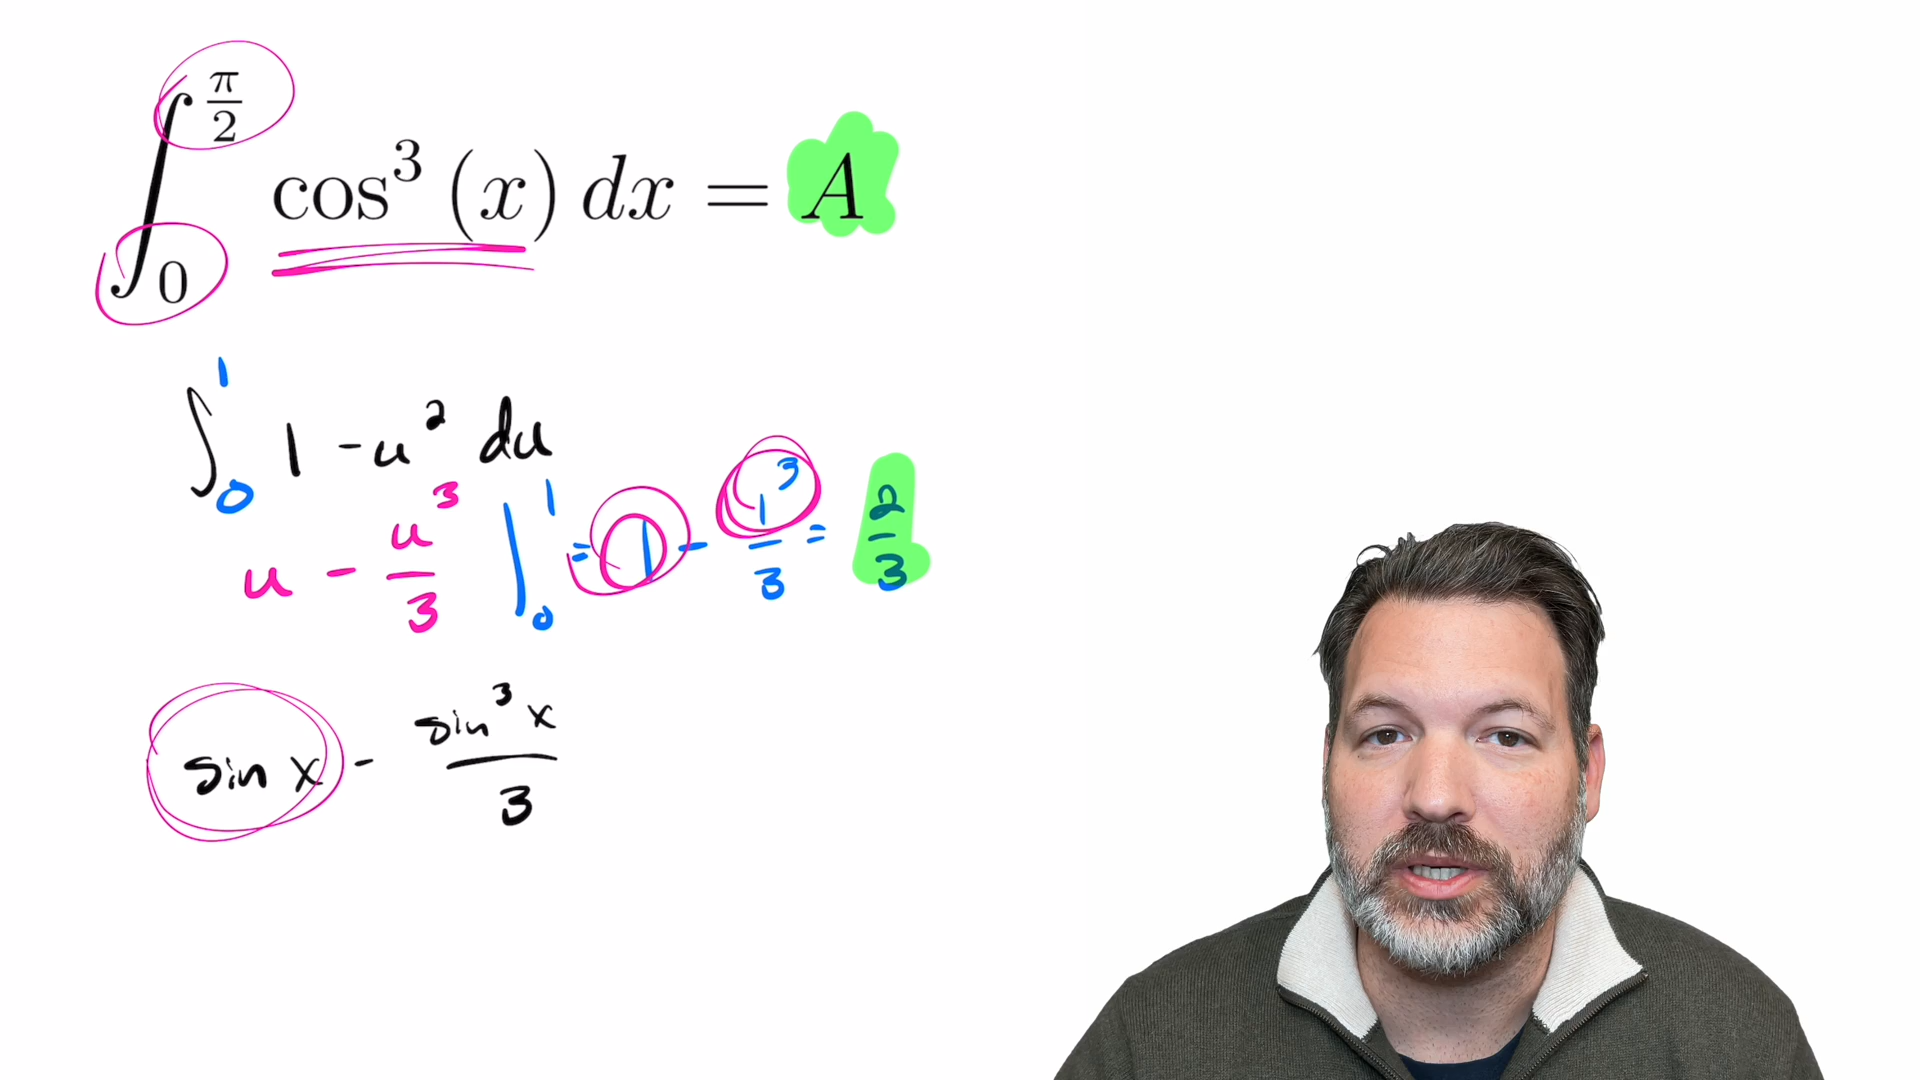 ∫₀^(π/2) cos³(x) dx = A
∫₀¹ 1 - u² du
u - u³/3 |₀¹ = 1 - 1³/3 = 2/3
sin x - sin³x/3